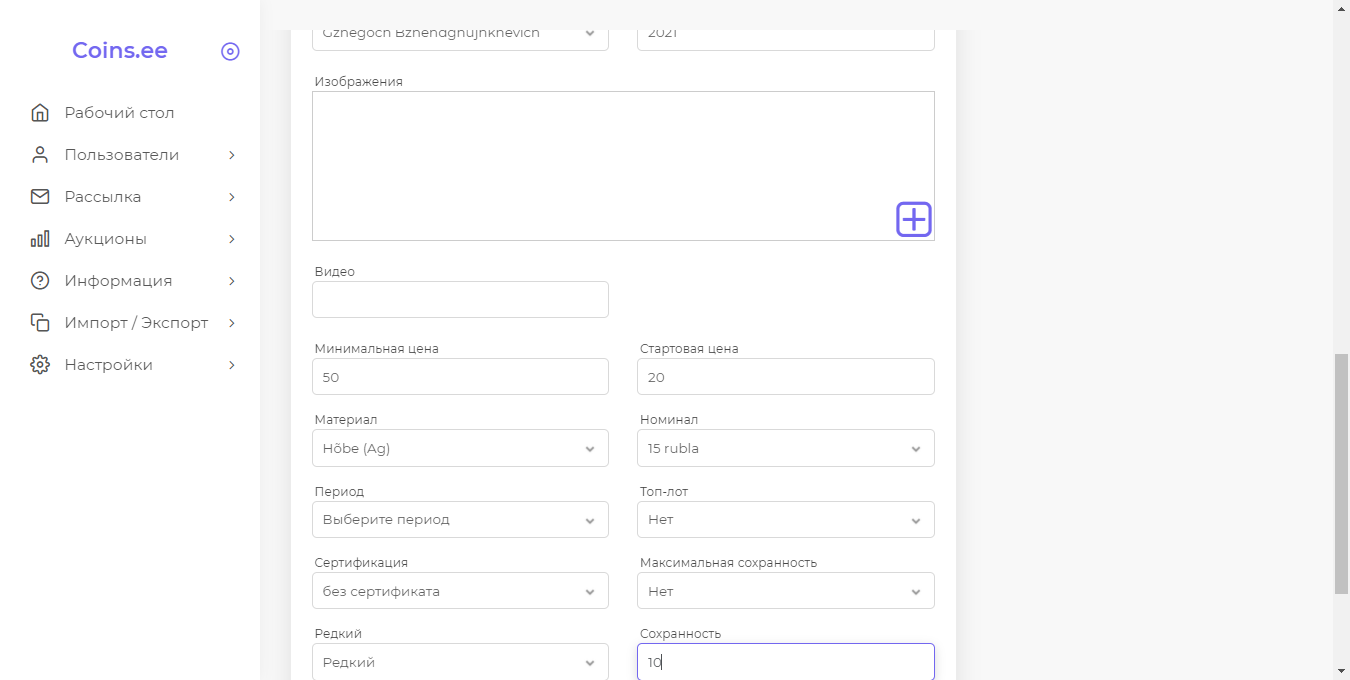 Coins.ee
Рабочий стол
Пользователи
Рассылка
Аукционы
Информация
Импорт / Экспорт
Настройки
2021
Изображения
Видео
Минимальная цена
Стартовая цена
50
20
Материал
Номинал
Hõbe (Ag)
15 rubla
Период
Топ-лот
Выберите период
Нет
Сертификация
Максимальная сохранность
без сертификата
Нет
Редкий
Сохранность
Редкий
10